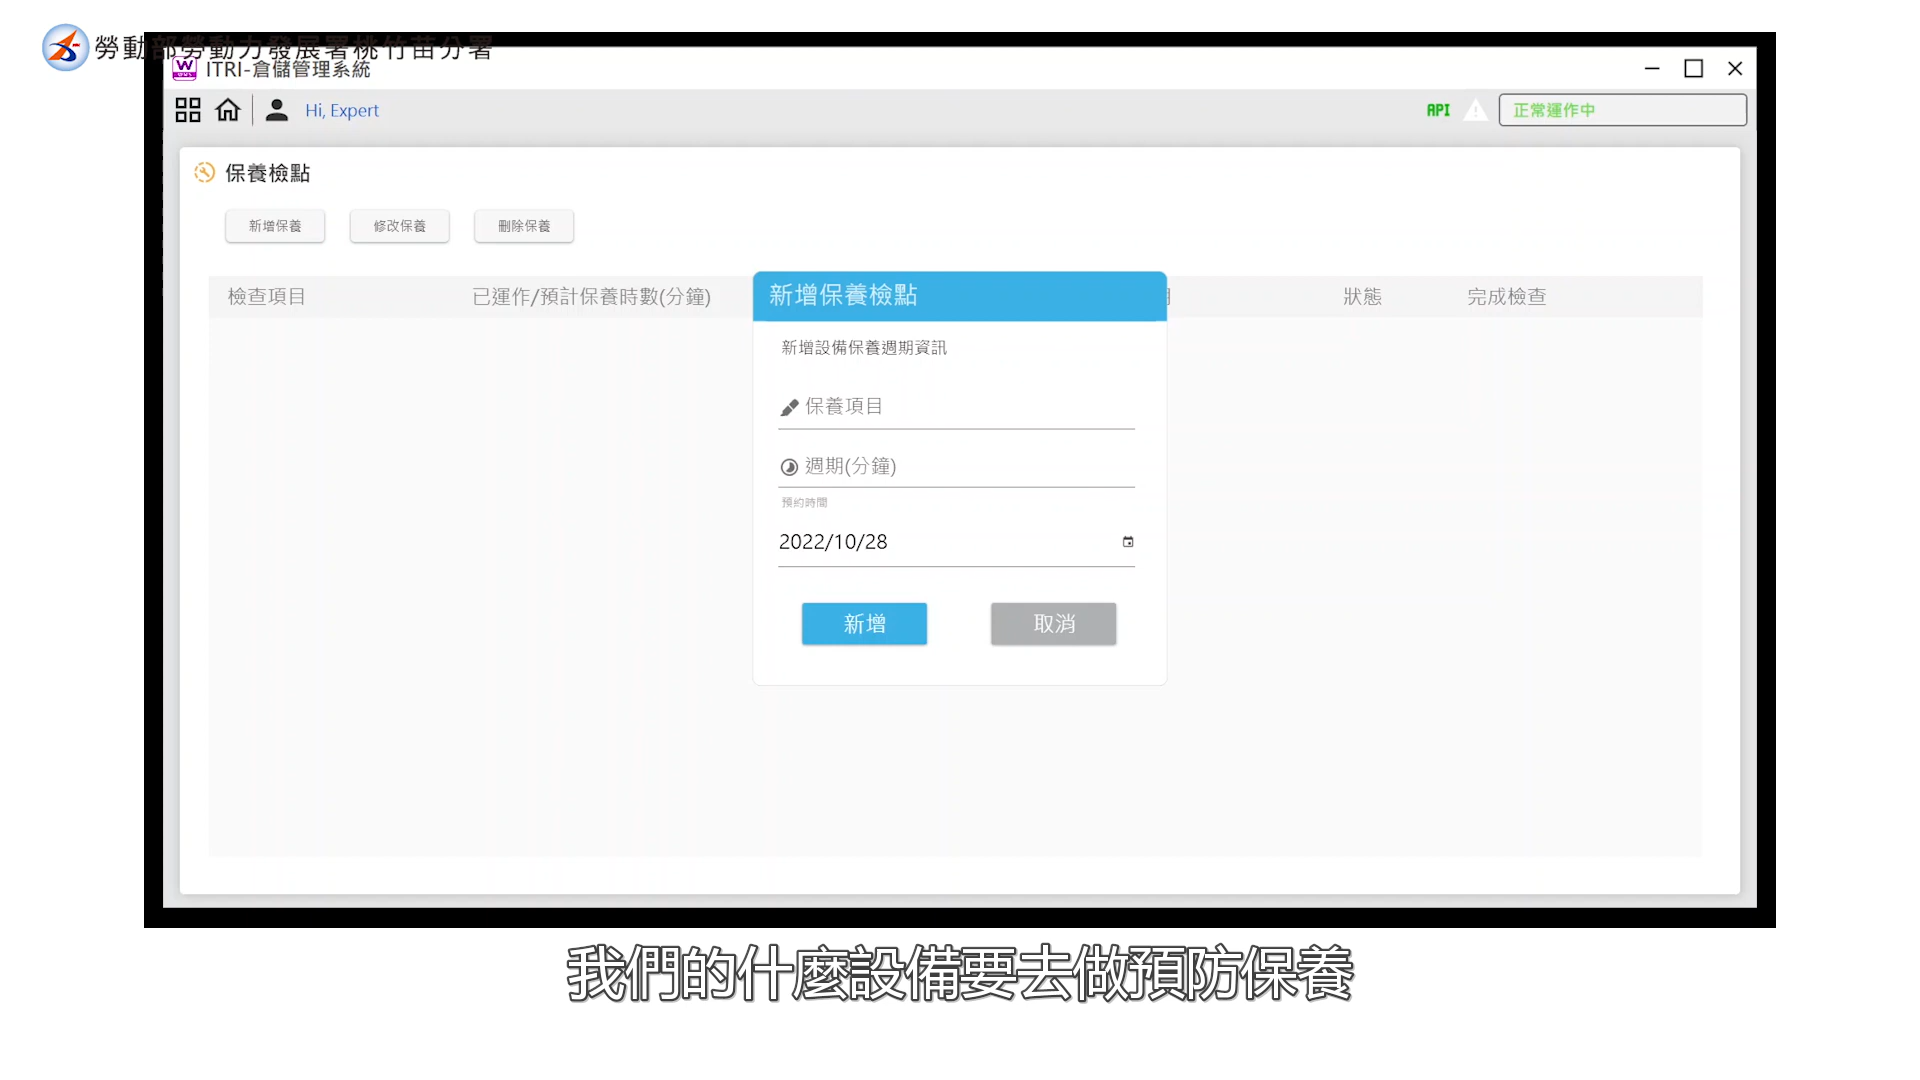 勞動部勞動力發展署桃竹苗分署
ITRI-倉儲管理系統
Hi, Expert
API
正常運作中
保養檢點
新增保養
修改保養
刪除保養
檢查項目
已運作/預計保養時數(分鐘)
狀態
完成檢查
新增保養檢點
新增設備保養週期資訊
保養項目
週期(分鐘)
預約時間
2022/10/28
新增
取消
我們的什麼設備要去做預防保養